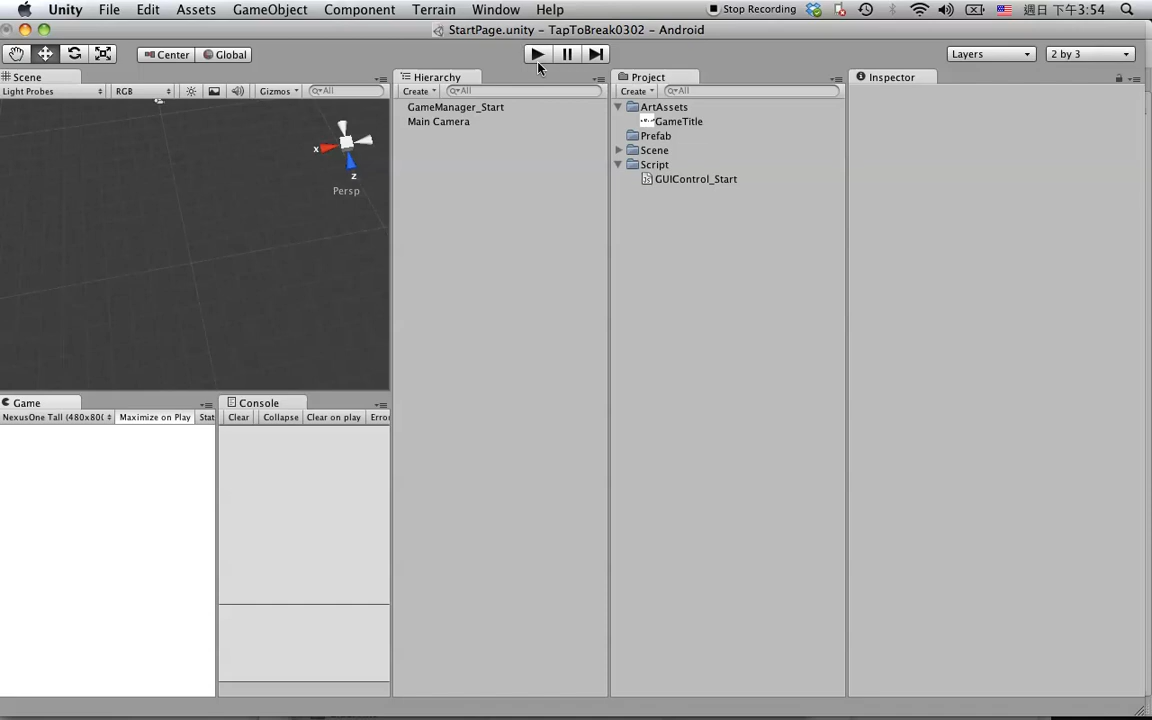 Unity File Edit Assets GameObject Component Terrain Window Help Stop Recording 週日下午3:54
StartPage.unity - TapToBreak0302 - Android
Center Global Layers 2 by 3
Scene Hierarchy Project Inspector
Light Probes RGB Gizmos All Create All Create All
GameManager_Start
Main Camera
ArtAssets
GameTitle
Prefab
Scene
Script
GUIControl_Start
x
z
Persp
Game Console
NexusOne Tall (480x80( Maximize on Play Stat Clear Collapse Clear on play Erro